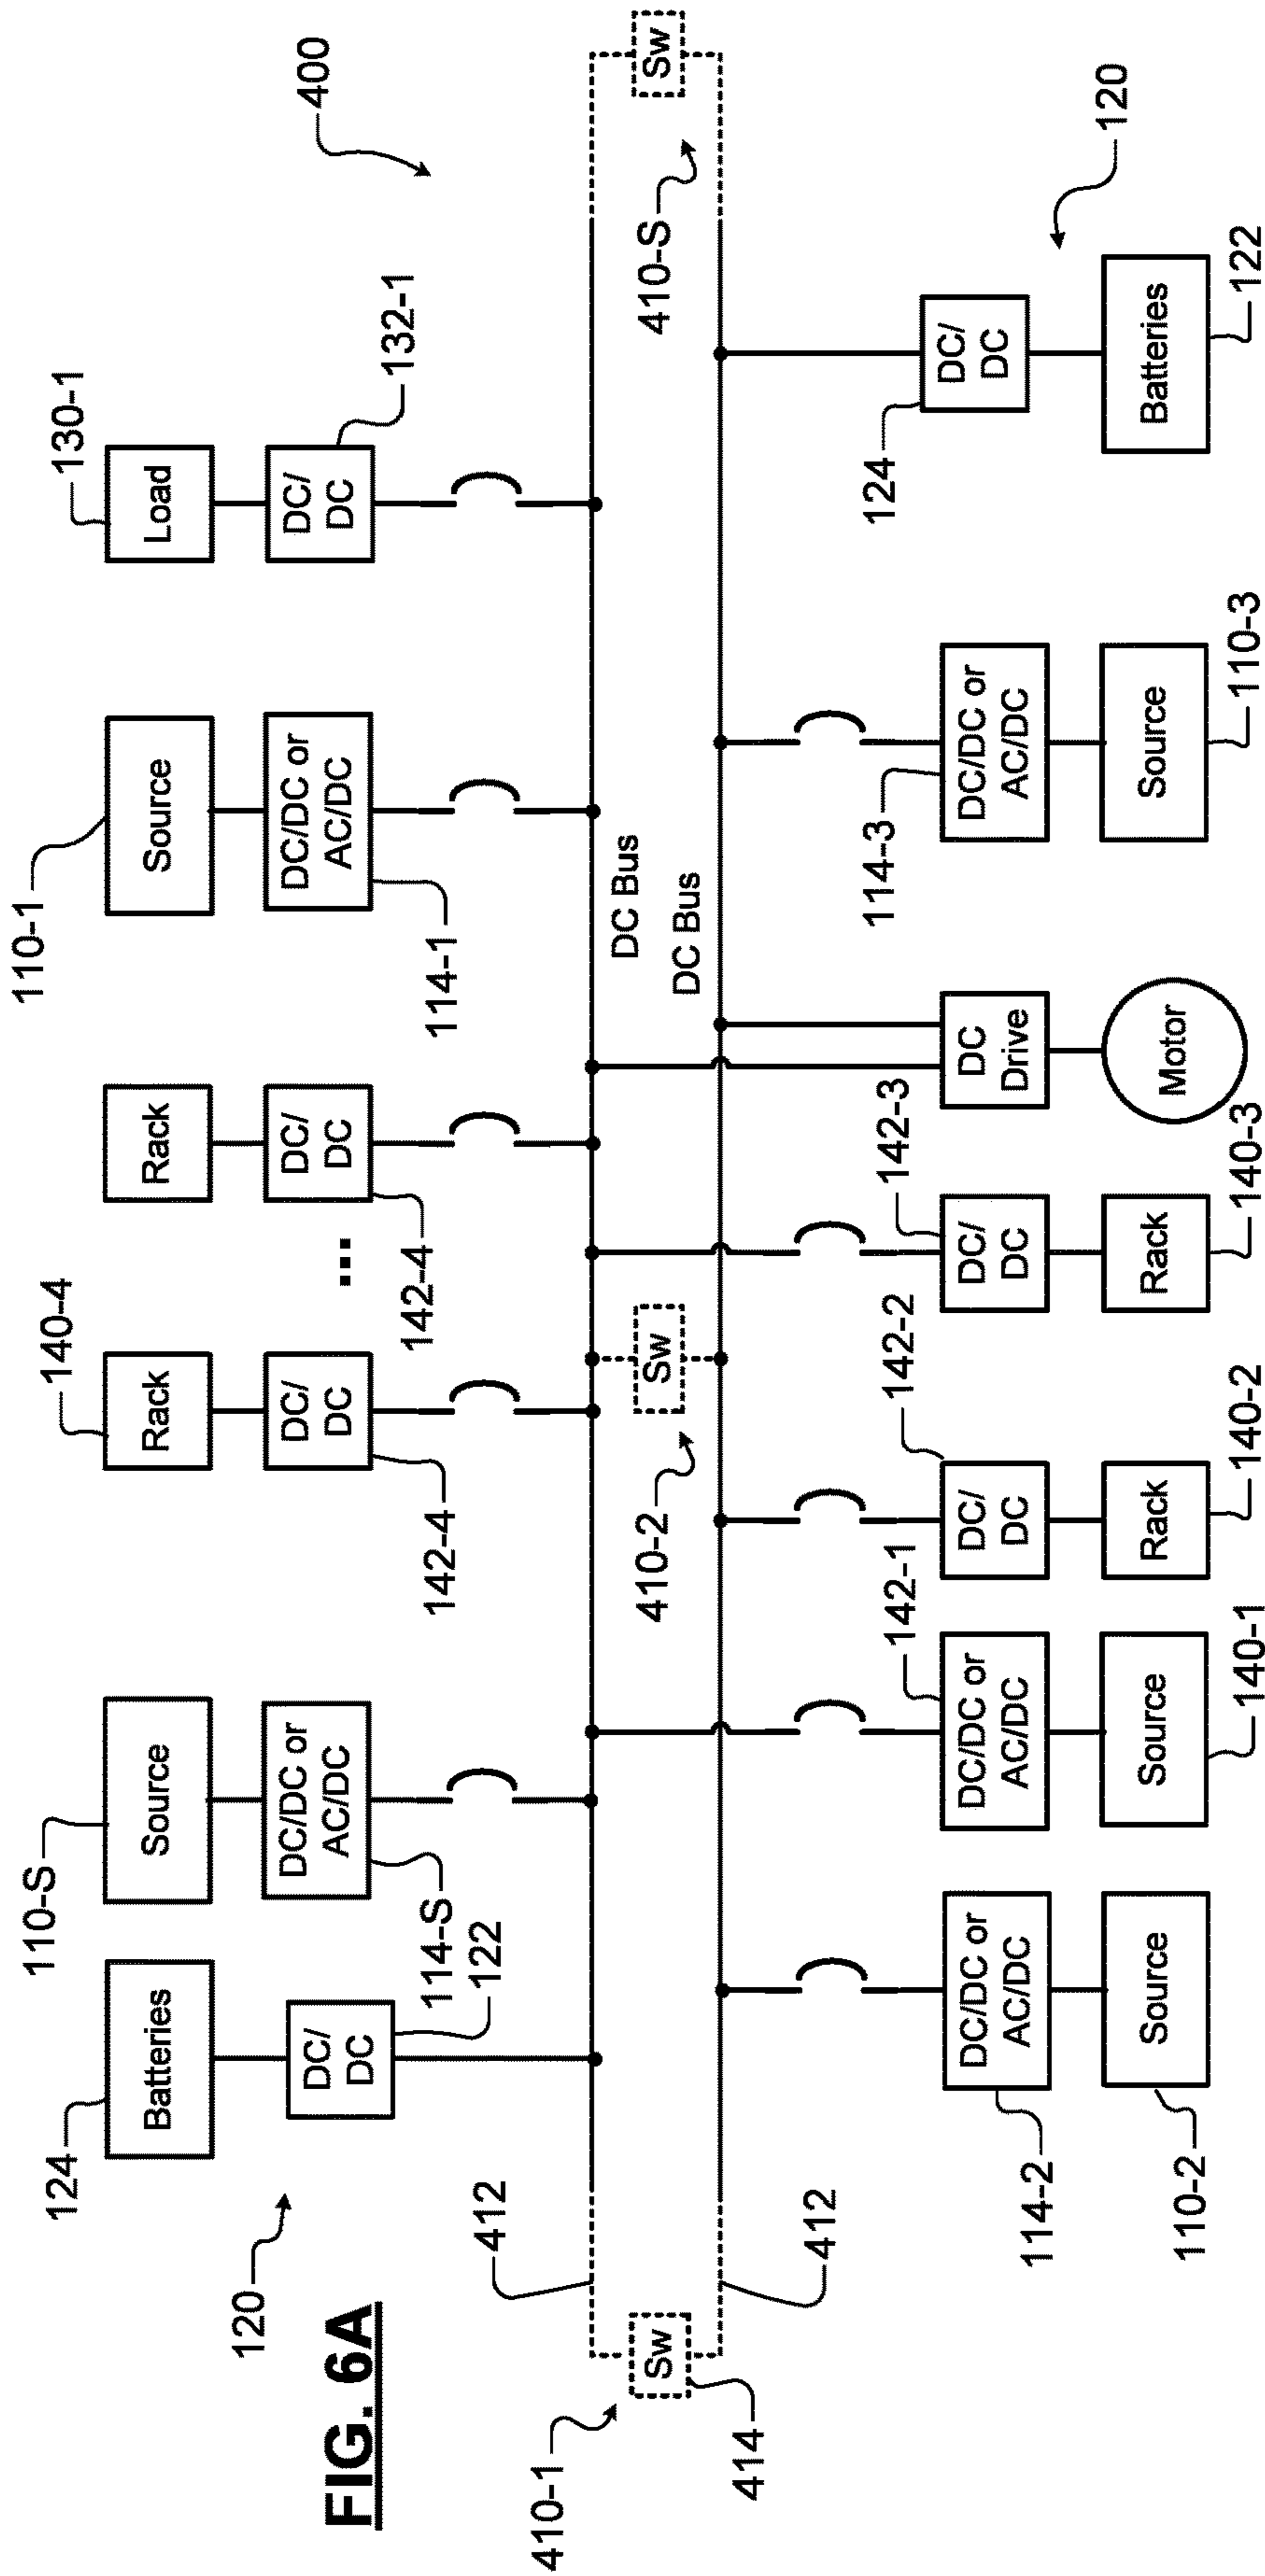 FIG. 6A
400
120
124
Batteries
DC/
DC
122
110-S
Source
DC/DC or
AC/DC
114-S
140-4
Rack
DC/
DC
142-4
...
Rack
DC/
DC
142-4
110-1
Source
DC/DC or
AC/DC
114-1
130-1
Load
DC/
DC
132-1
410-1
Sw
414
412
412
410-2
Sw
DC Bus
DC Bus
410-S
Sw
114-2
DC/DC or
AC/DC
Source
110-2
142-1
DC/DC or
AC/DC
Source
140-1
142-2
DC/
DC
Rack
140-2
142-3
DC/
DC
Rack
140-3
DC
Drive
Motor
114-3
DC/DC or
AC/DC
Source
110-3
124
DC/
DC
Batteries
122
120